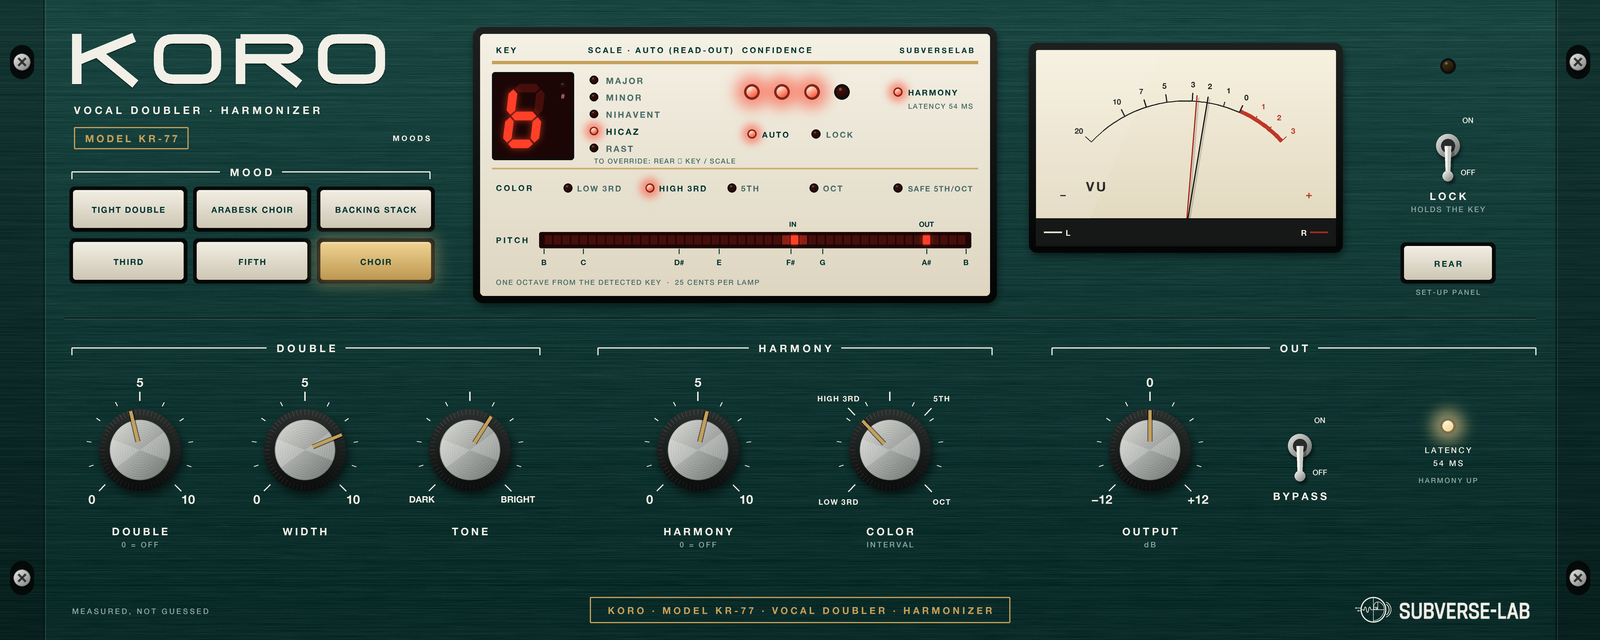 KORO
VOCAL DOUBLER · HARMONIZER
MODEL KR-77
MOODS
MOOD
TIGHT DOUBLE
ARABESK CHOIR
BACKING STACK
THIRD
FIFTH
CHOIR
KEY
SCALE · AUTO (READ-OUT)
CONFIDENCE
SUBVERSELAB
b
#
MAJOR
MINOR
NIHAVENT
HICAZ
RAST
HARMONY
LATENCY 54 MS
AUTO
LOCK
TO OVERRIDE: REAR ▯ KEY / SCALE
COLOR
LOW 3RD
HIGH 3RD
5TH
OCT
SAFE 5TH/OCT
IN
OUT
PITCH
B C D# E F# G A# B
ONE OCTAVE FROM THE DETECTED KEY · 25 CENTS PER LAMP
20 10 7 5 3 2 1 0 1 2 3
VU
− +
L
R
ON
OFF
LOCK
HOLDS THE KEY
REAR
SET-UP PANEL
DOUBLE
5
0 10
DOUBLE
0 = OFF
0 10
WIDTH
DARK BRIGHT
TONE
HARMONY
5
0 10
HARMONY
0 = OFF
HIGH 3RD 5TH
LOW 3RD OCT
COLOR
INTERVAL
OUT
0
−12 +12
OUTPUT
dB
ON
OFF
BYPASS
LATENCY
54 MS
HARMONY UP
MEASURED, NOT GUESSED
KORO · MODEL KR-77 · VOCAL DOUBLER · HARMONIZER
SUBVERSE-LAB